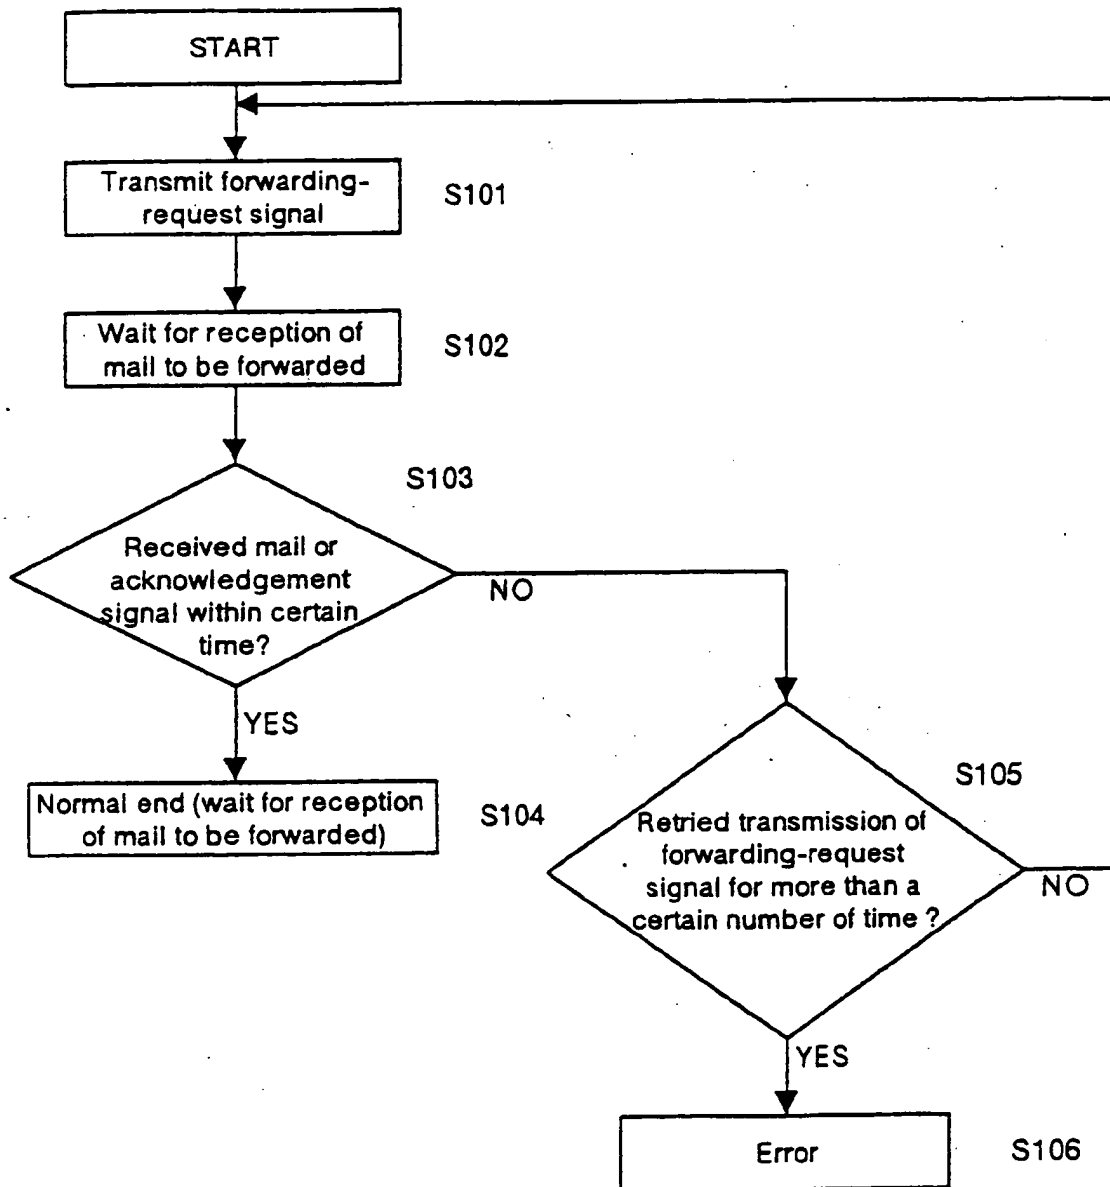 START
Transmit forwarding-
request signal
S101
Wait for reception of
mail to be forwarded
S102
S103
Received mail or
acknowledgement
signal within certain
time?
NO
YES
Normal end (wait for reception
of mail to be forwarded)
S104
S105
Retried transmission of
forwarding-request
signal for more than a
certain number of time ?
NO
YES
Error
S106